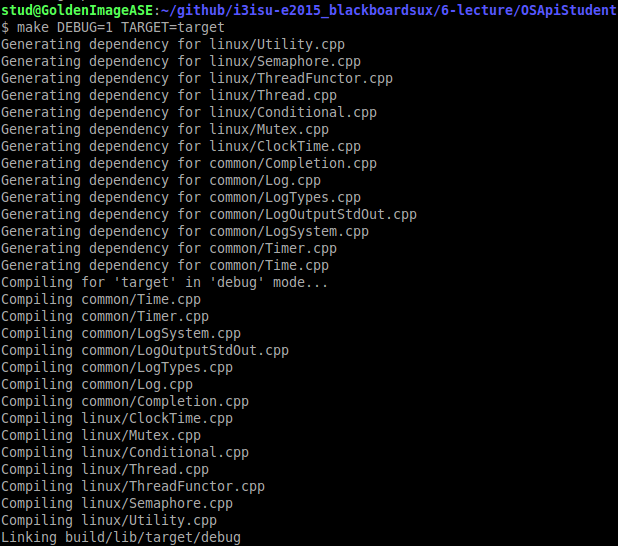 stud@GoldenImageASE:~/github/i3isu-e2015_blackboardsux/6-lecture/OSApiStudent
$ make DEBUG=1 TARGET=target
Generating dependency for linux/Utility.cpp
Generating dependency for linux/Semaphore.cpp
Generating dependency for linux/ThreadFunctor.cpp
Generating dependency for linux/Thread.cpp
Generating dependency for linux/Conditional.cpp
Generating dependency for linux/Mutex.cpp
Generating dependency for linux/ClockTime.cpp
Generating dependency for common/Completion.cpp
Generating dependency for common/Log.cpp
Generating dependency for common/LogTypes.cpp
Generating dependency for common/LogOutputStdOut.cpp
Generating dependency for common/LogSystem.cpp
Generating dependency for common/Timer.cpp
Generating dependency for common/Time.cpp
Compiling for 'target' in 'debug' mode...
Compiling common/Time.cpp
Compiling common/Timer.cpp
Compiling common/LogSystem.cpp
Compiling common/LogOutputStdOut.cpp
Compiling common/LogTypes.cpp
Compiling common/Log.cpp
Compiling common/Completion.cpp
Compiling linux/ClockTime.cpp
Compiling linux/Mutex.cpp
Compiling linux/Conditional.cpp
Compiling linux/Thread.cpp
Compiling linux/ThreadFunctor.cpp
Compiling linux/Semaphore.cpp
Compiling linux/Utility.cpp
Linking build/lib/target/debug